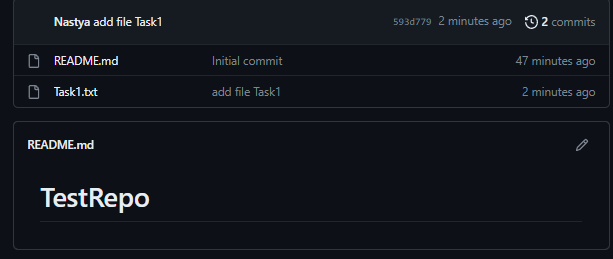 Nastya add file Task1 593d779 2 minutes ago 2 commits
README.md Initial commit 47 minutes ago
Task1.txt add file Task1 2 minutes ago
README.md
TestRepo